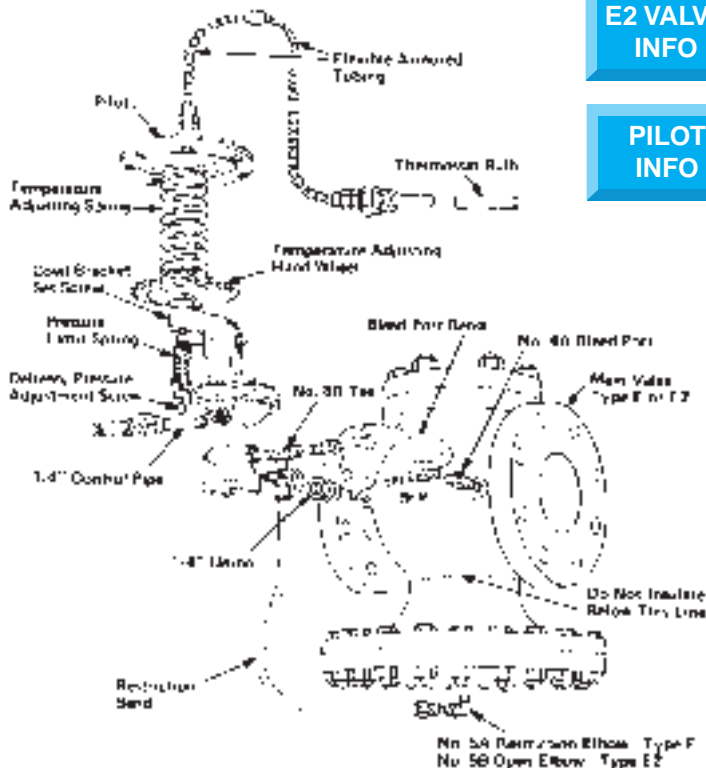 E2 VALV
INFO
PILOT
INFO
Flexible Armored
Tubing
Pilot
Thermostat Bulb
Temperature
Adjusting Spring
Temperature Adjusting
Hand Wheel
Cowl Bracket
Set Screw
Pressure
Limit Spring
Bleed Port
No. 4A Bleed Port
Main Valve
Type E or E2
Delivery Pressure
Adjustment Screw
No. 8B Tee
1/4" Control Pipe
1/4" Union
Do Not Insulate
Below This Line
Restriction
Bend
No. 5A Restriction Elbow Type E
No. 5B Open Elbow Type E2